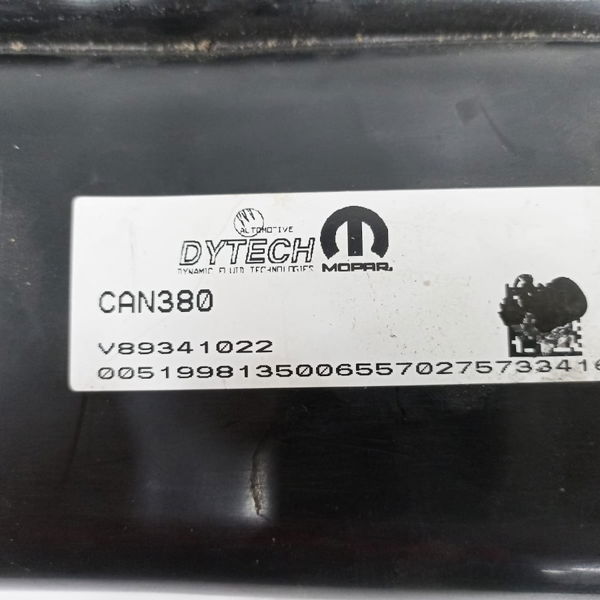 AUTOMOTIVE
DYTECH
DYNAMIC FLUID TECHNOLOGIES
MOPAR.
CAN380
V89341022
00519981350065570275733416